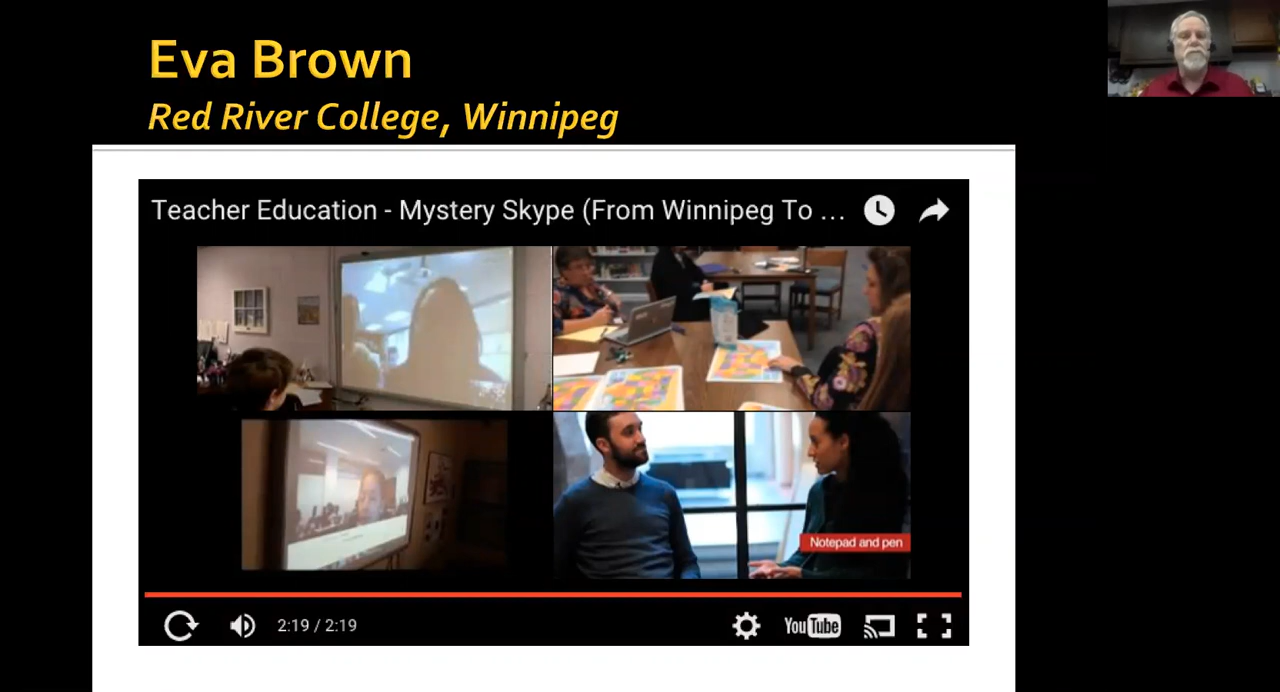 Eva Brown
Red River College, Winnipeg
Teacher Education - Mystery Skype (From Winnipeg To ...
Notepad and pen
2:19 / 2:19
YouTube